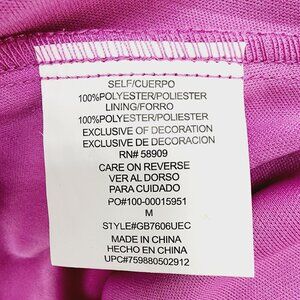 SELF/CUERPO
100%POLYESTER/POLIESTER
LINING/FORRO
100%POLYESTER/POLIESTER
EXCLUSIVE OF DECORATION
EXCLUSIVE DE DECORACION
RN# 58909
CARE ON REVERSE
VER AL DORSO
PARA CUIDADO
PO#100-00015951
M
STYLE#GB7606UEC
MADE IN CHINA
HECHO EN CHINA
UPC#759880502912